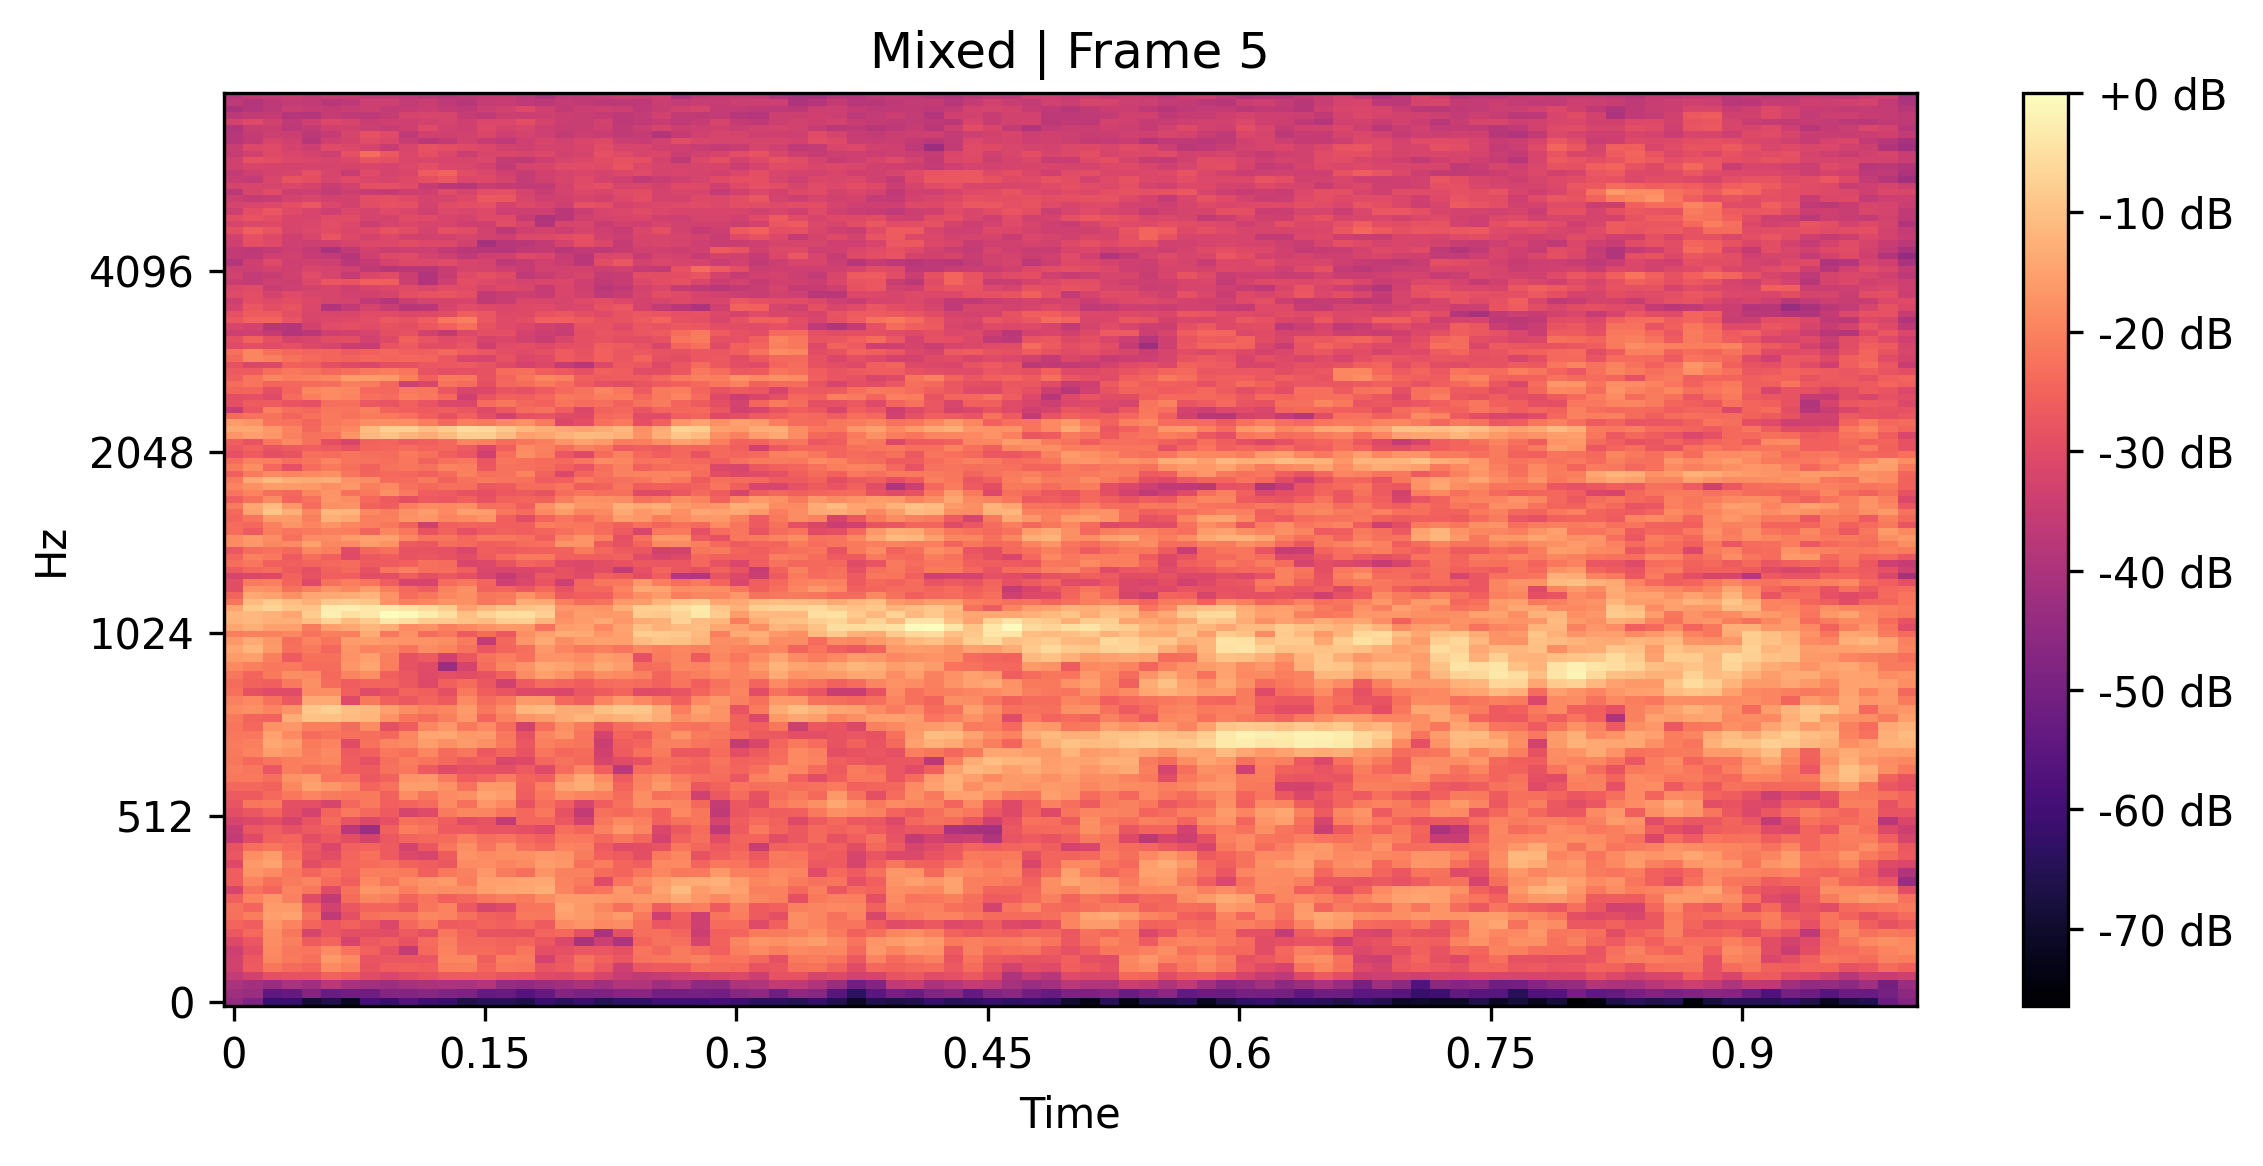 Mixed | Frame 5
+0 dB
-10 dB
-20 dB
-30 dB
-40 dB
-50 dB
-60 dB
-70 dB
Hz
4096
2048
1024
512
0
0 0.15 0.3 0.45 0.6 0.75 0.9
Time